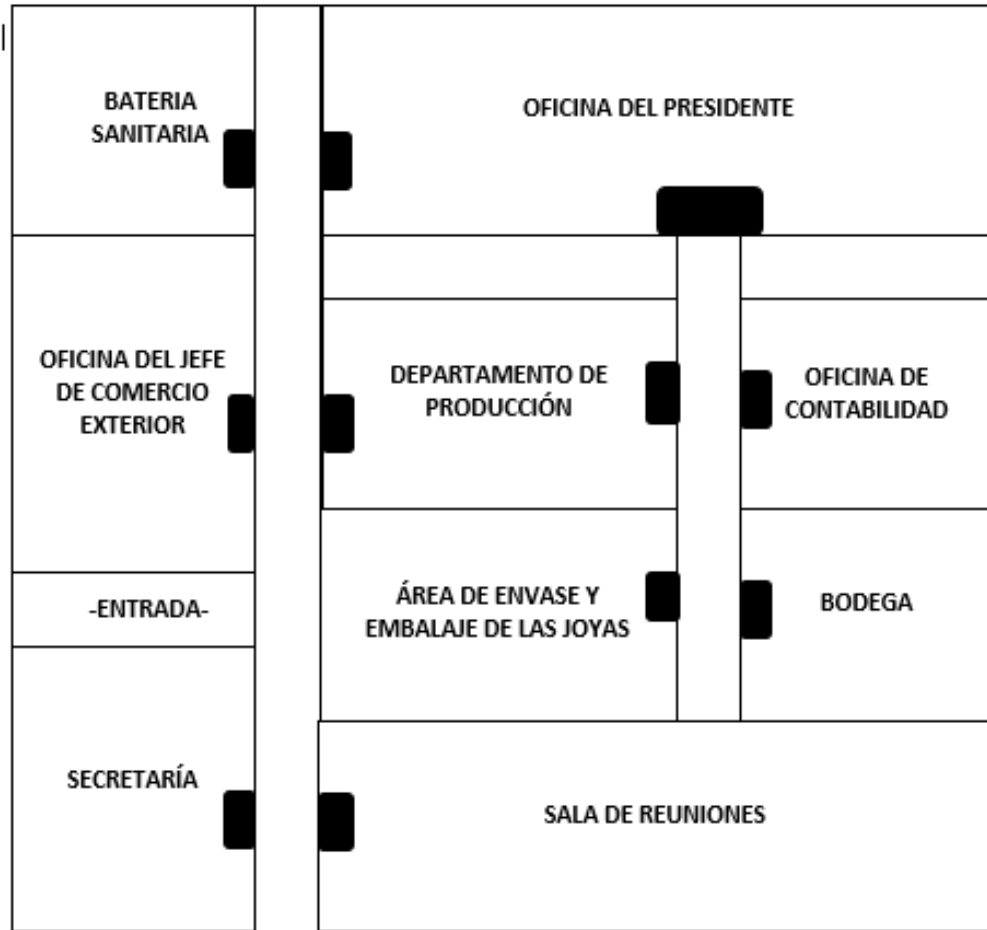 BATERIA
SANITARIA
OFICINA DEL PRESIDENTE
OFICINA DEL JEFE
DE COMERCIO
EXTERIOR
DEPARTAMENTO DE
PRODUCCIÓN
OFICINA DE
CONTABILIDAD
-ENTRADA-
ÁREA DE ENVASE Y
EMBALAJE DE LAS JOYAS
BODEGA
SECRETARÍA
SALA DE REUNIONES